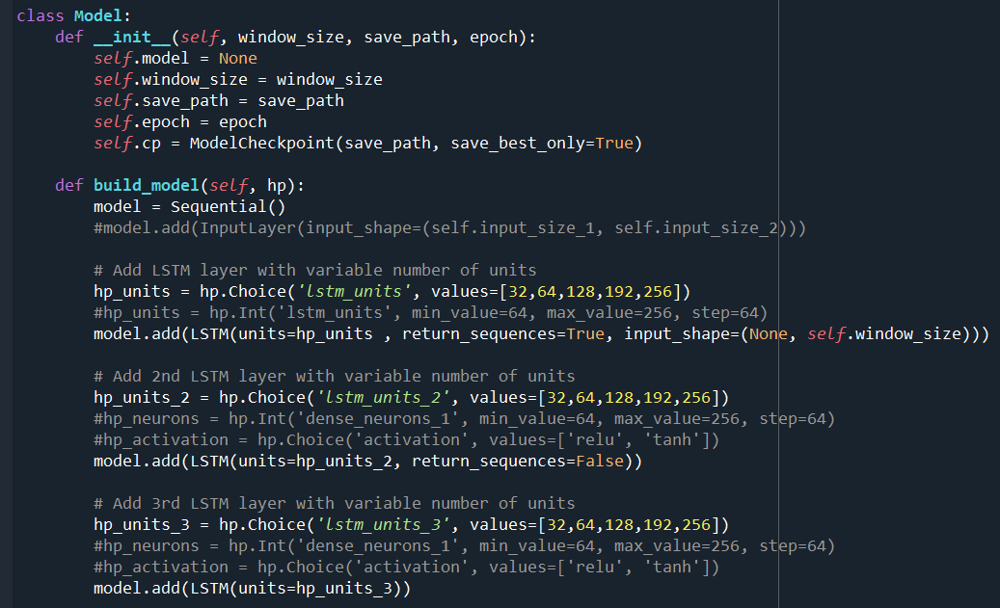 class Model:
    def __init__(self, window_size, save_path, epoch):
        self.model = None
        self.window_size = window_size
        self.save_path = save_path
        self.epoch = epoch
        self.cp = ModelCheckpoint(save_path, save_best_only=True)

    def build_model(self, hp):
        model = Sequential()
        #model.add(InputLayer(input_shape=(self.input_size_1, self.input_size_2)))

        # Add LSTM layer with variable number of units
        hp_units = hp.Choice('lstm_units', values=[32,64,128,192,256])
        #hp_units = hp.Int('lstm_units', min_value=64, max_value=256, step=64)
        model.add(LSTM(units=hp_units , return_sequences=True, input_shape=(None, self.window_size)))

        # Add 2nd LSTM layer with variable number of units
        hp_units_2 = hp.Choice('lstm_units_2', values=[32,64,128,192,256])
        #hp_neurons = hp.Int('dense_neurons_1', min_value=64, max_value=256, step=64)
        #hp_activation = hp.Choice('activation', values=['relu', 'tanh'])
        model.add(LSTM(units=hp_units_2, return_sequences=False))

        # Add 3rd LSTM layer with variable number of units
        hp_units_3 = hp.Choice('lstm_units_3', values=[32,64,128,192,256])
        #hp_neurons = hp.Int('dense_neurons_1', min_value=64, max_value=256, step=64)
        #hp_activation = hp.Choice('activation', values=['relu', 'tanh'])
        model.add(LSTM(units=hp_units_3))